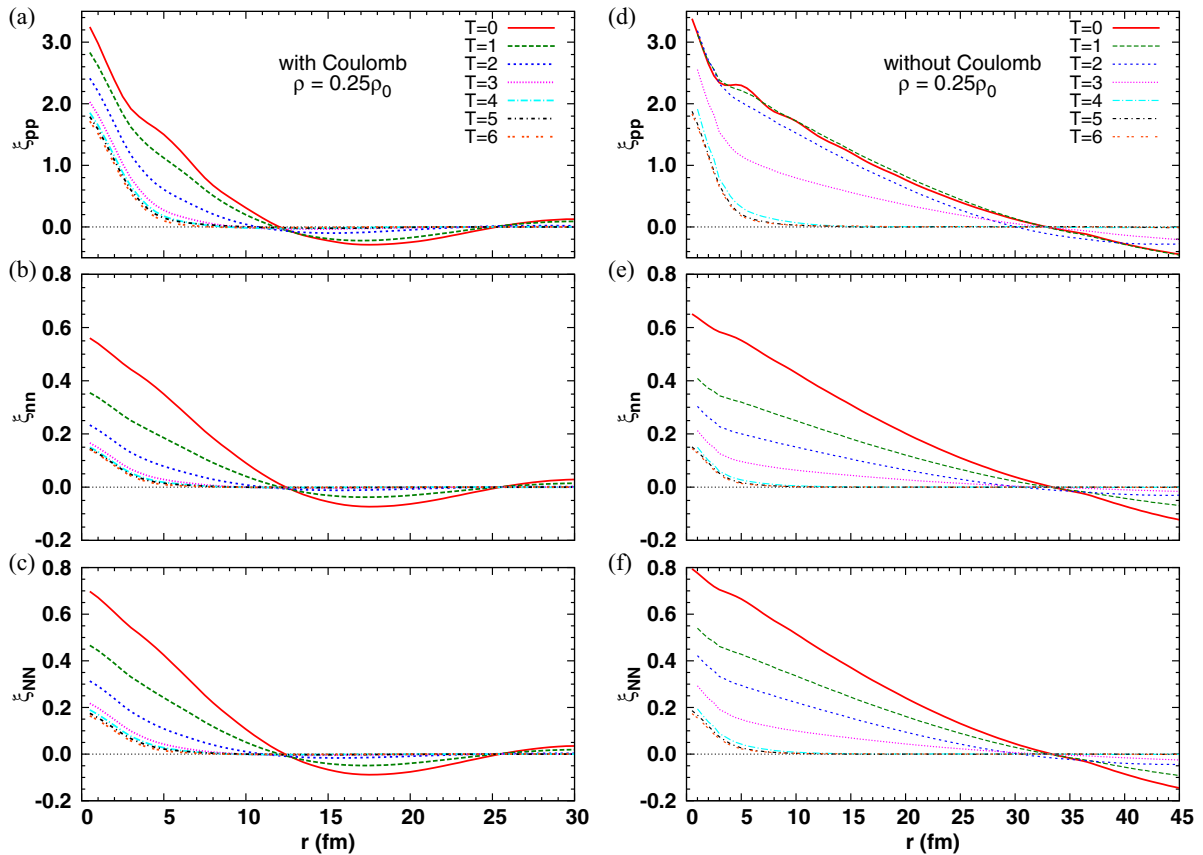 (a)
3.0
2.0
1.0
0.0
ξpp
with Coulomb
ρ = 0.25ρ0
T=0
T=1
T=2
T=3
T=4
T=5
T=6
(b)
0.8
0.6
0.4
0.2
0.0
-0.2
ξnn
(c)
0.8
0.6
0.4
0.2
0.0
-0.2
ξNN
0 5 10 15 20 25 30
r (fm)
(d)
3.0
2.0
1.0
0.0
ξpp
without Coulomb
ρ = 0.25ρ0
T=0
T=1
T=2
T=3
T=4
T=5
T=6
(e)
0.8
0.6
0.4
0.2
0.0
-0.2
ξnn
(f)
0.8
0.6
0.4
0.2
0.0
-0.2
ξNN
0 5 10 15 20 25 30 35 40 45
r (fm)